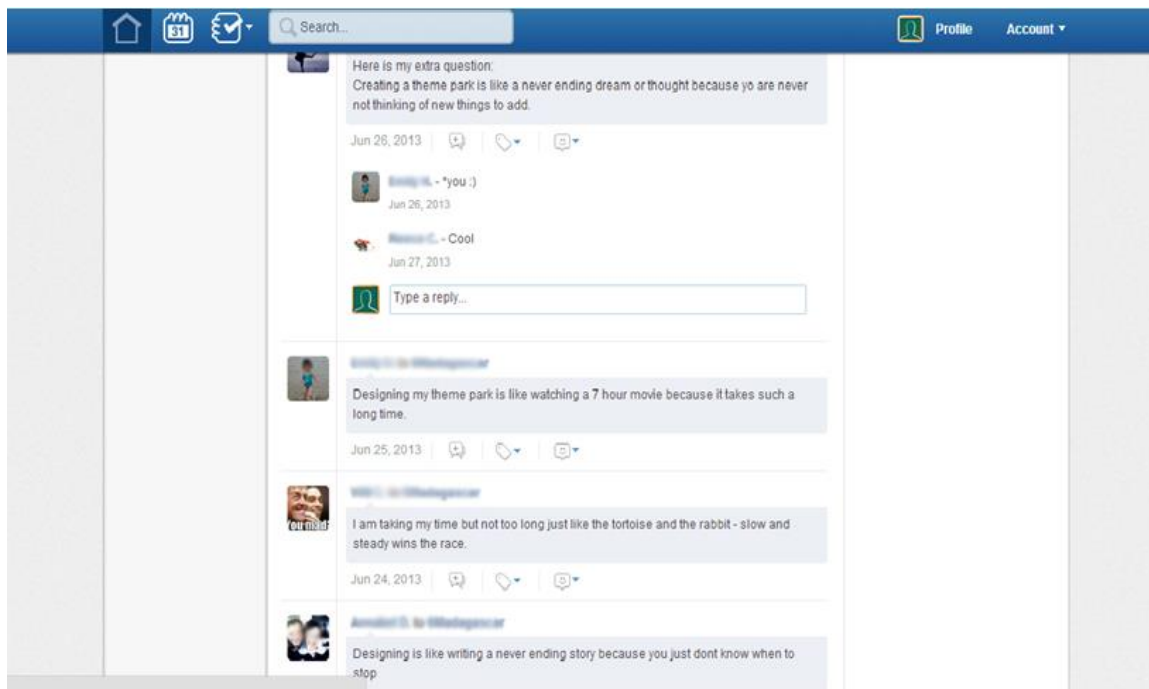 31
Search...
Profile
Account
Here is my extra question:
Creating a theme park is like a never ending dream or thought because yo are never
not thinking of new things to add.
Jun 26, 2013
- *you :)
Jun 26, 2013
C. - Cool
Jun 27, 2013
Type a reply...
Designing my theme park is like watching a 7 hour movie because it takes such a
long time.
Jun 25, 2013
You mad
I am taking my time but not too long just like the tortoise and the rabbit - slow and
steady wins the race.
Jun 24, 2013
Designing is like writing a never ending story because you just dont know when to
stop